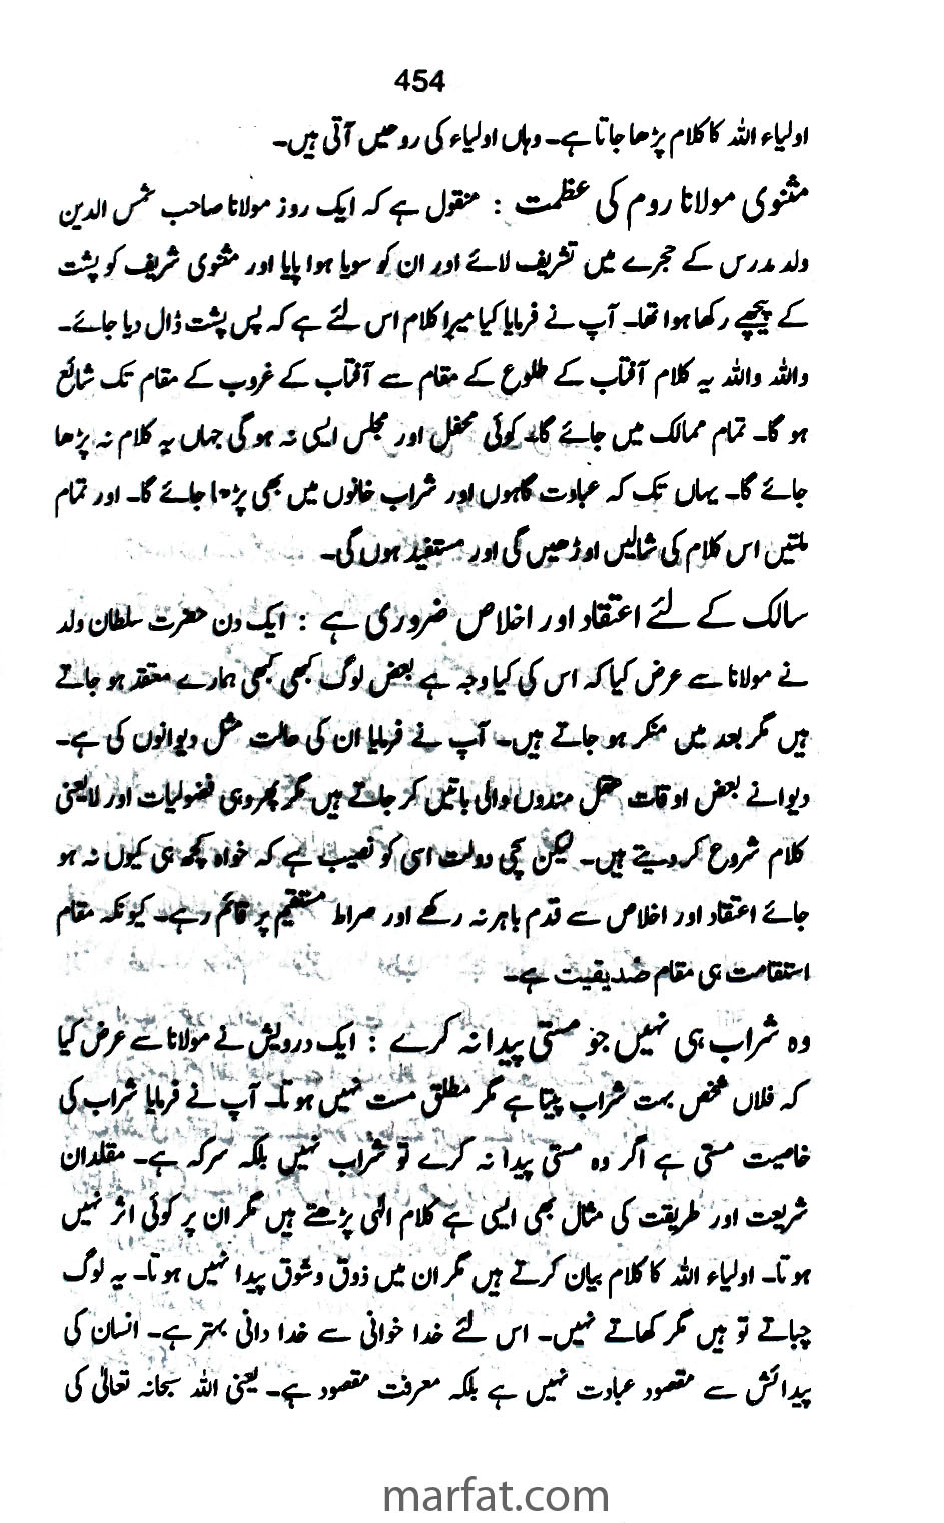 454
اولیاء اللہ کا کلام پڑھا جاتا ہے۔ وہاں اولیاء کی روحیں آتی ہیں۔
مثنوی مولانا روم کی عظمت : منقول ہے کہ ایک روز مولانا صاحب شمس الدین
ولد مدرس کے حجرے میں تشریف لائے اور ان کو سویا ہوا پایا اور مثنوی شریف کو پشت
کے پیچھے رکھا ہوا تھا۔ آپ نے فرمایا کیا میرا کلام اس لئے ہے کہ پس پشت ڈال دیا جائے۔
واللہ واللہ یہ کلام آفتاب کے طلوع کے مقام سے آفتاب کے غروب کے مقام تک شائع
ہو گا۔ تمام ممالک میں جائے گا۔ کوئی محفل اور مجلس ایسی نہ ہو گی جہاں یہ کلام نہ پڑھا
جائے گا۔ یہاں تک کہ عبادت گاہوں اور شراب خانوں میں بھی پڑھا جائے گا۔ اور تمام
ملتیں اس کلام کی شالیں اوڑھیں گی اور مستفید ہوں گی۔
سالک کے لئے اعتقاد اور اخلاص ضروری ہے : ایک دن حضرت سلطان ولد
نے مولانا سے عرض کیا کہ اس کی کیا وجہ ہے بعض لوگ کبھی کبھی ہمارے معتقد ہو جاتے
ہیں مگر بعد میں منکر ہو جاتے ہیں۔ آپ نے فرمایا ان کی حالت مثل دیوانوں کی ہے۔
دیوانے بعض اوقات عقل مندوں والی باتیں کر جاتے ہیں مگر پھر وہی فضولیات اور لایعنی
کلام شروع کر دیتے ہیں۔ لیکن سچی دولت اسی کو نصیب ہے کہ خواہ کچھ ہی کیوں نہ ہو
جائے اعتقاد اور اخلاص سے قدم باہر نہ رکھے اور صراط مستقیم پر قائم رہے۔ کیونکہ مقام
استقامت ہی مقام صدیقیت ہے۔
وہ شراب ہی نہیں جو مستی پیدا نہ کرے : ایک درویش نے مولانا سے عرض کیا
کہ فلاں شخص بہت شراب پیتا ہے مگر مطلق مست نہیں ہوتا۔ آپ نے فرمایا شراب کی
خاصیت مستی ہے اگر وہ مستی پیدا نہ کرے تو شراب نہیں بلکہ سرکہ ہے۔ مقلدان
شریعت اور طریقت کی مثال بھی ایسی ہے کلام الٰہی پڑھتے ہیں مگر ان پر کوئی اثر نہیں
ہوتا۔ اولیاء اللہ کا کلام بیان کرتے ہیں مگر ان میں ذوق و شوق پیدا نہیں ہوتا۔ یہ لوگ
چباتے تو ہیں مگر کھاتے نہیں۔ اس لئے خدا خوانی سے خدا دانی بہتر ہے۔ انسان کی
پیدائش سے مقصود عبادت نہیں ہے بلکہ معرفت مقصود ہے۔ یعنی اللہ سبحانہ تعالٰی کی
marfat.com